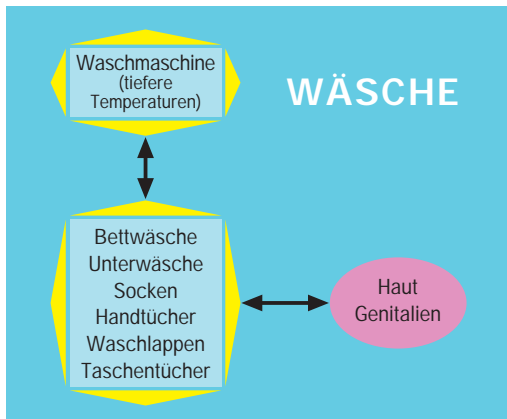 Waschmaschine
(tiefere
Temperaturen)
WÄSCHE
Bettwäsche
Unterwäsche
Socken
Handtücher
Waschlappen
Taschentücher
Haut
Genitalien